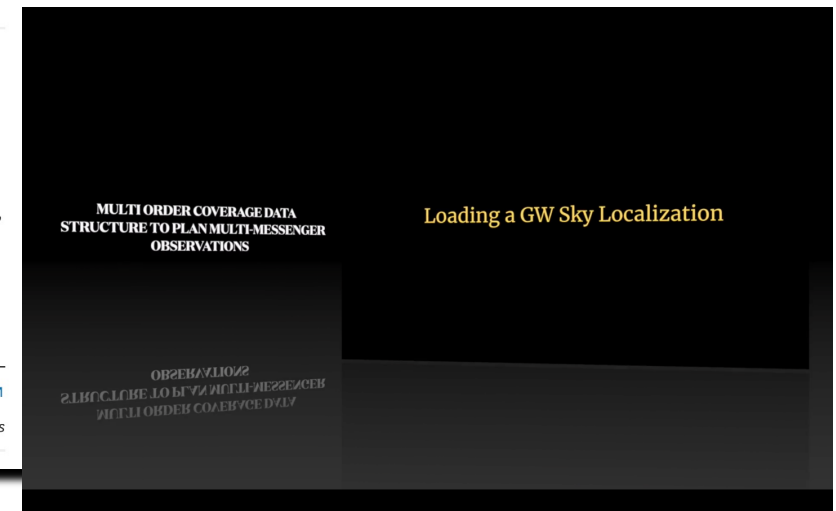 MULTI ORDER COVERAGE DATA
STRUCTURE TO PLAN MULTI-MESSENGER
OBSERVATIONS
Loading a GW Sky Localization